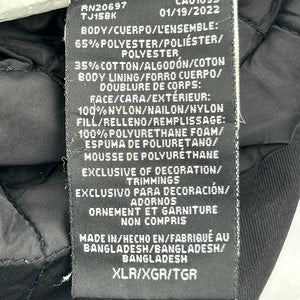 RN20697 CA01055
TJ15BK 01/19/2022
BODY/CUERPO/L'ENSEMBLE:
65%POLYESTER/POLIÉSTER/
POLYESTER
35%COTTON/ALGODÓN/COTON
BODY LINING/FORRO CUERPO/
DOUBLURE DE CORPS:
FACE/CARA/EXTÉRIEUR:
100%NYLON/NAILON/NYLON
FILL/RELLENO/REMPLISSAGE:
100%POLYURETHANE FOAM/
ESPUMA DE POLIURETANO/
MOUSSE DE POLYURÉTHANE
EXCLUSIVE OF DECORATION/
TRIMMINGS
EXCLUSIVO PARA DECORACIÓN/
ADORNOS
ORNEMENT ET GARNITURE
NON COMPRIS
MADE IN/HECHO EN/FABRIQUÉ AU
BANGLADESH/BANGLADESH/
BANGLADESH
XLR/XGR/TGR